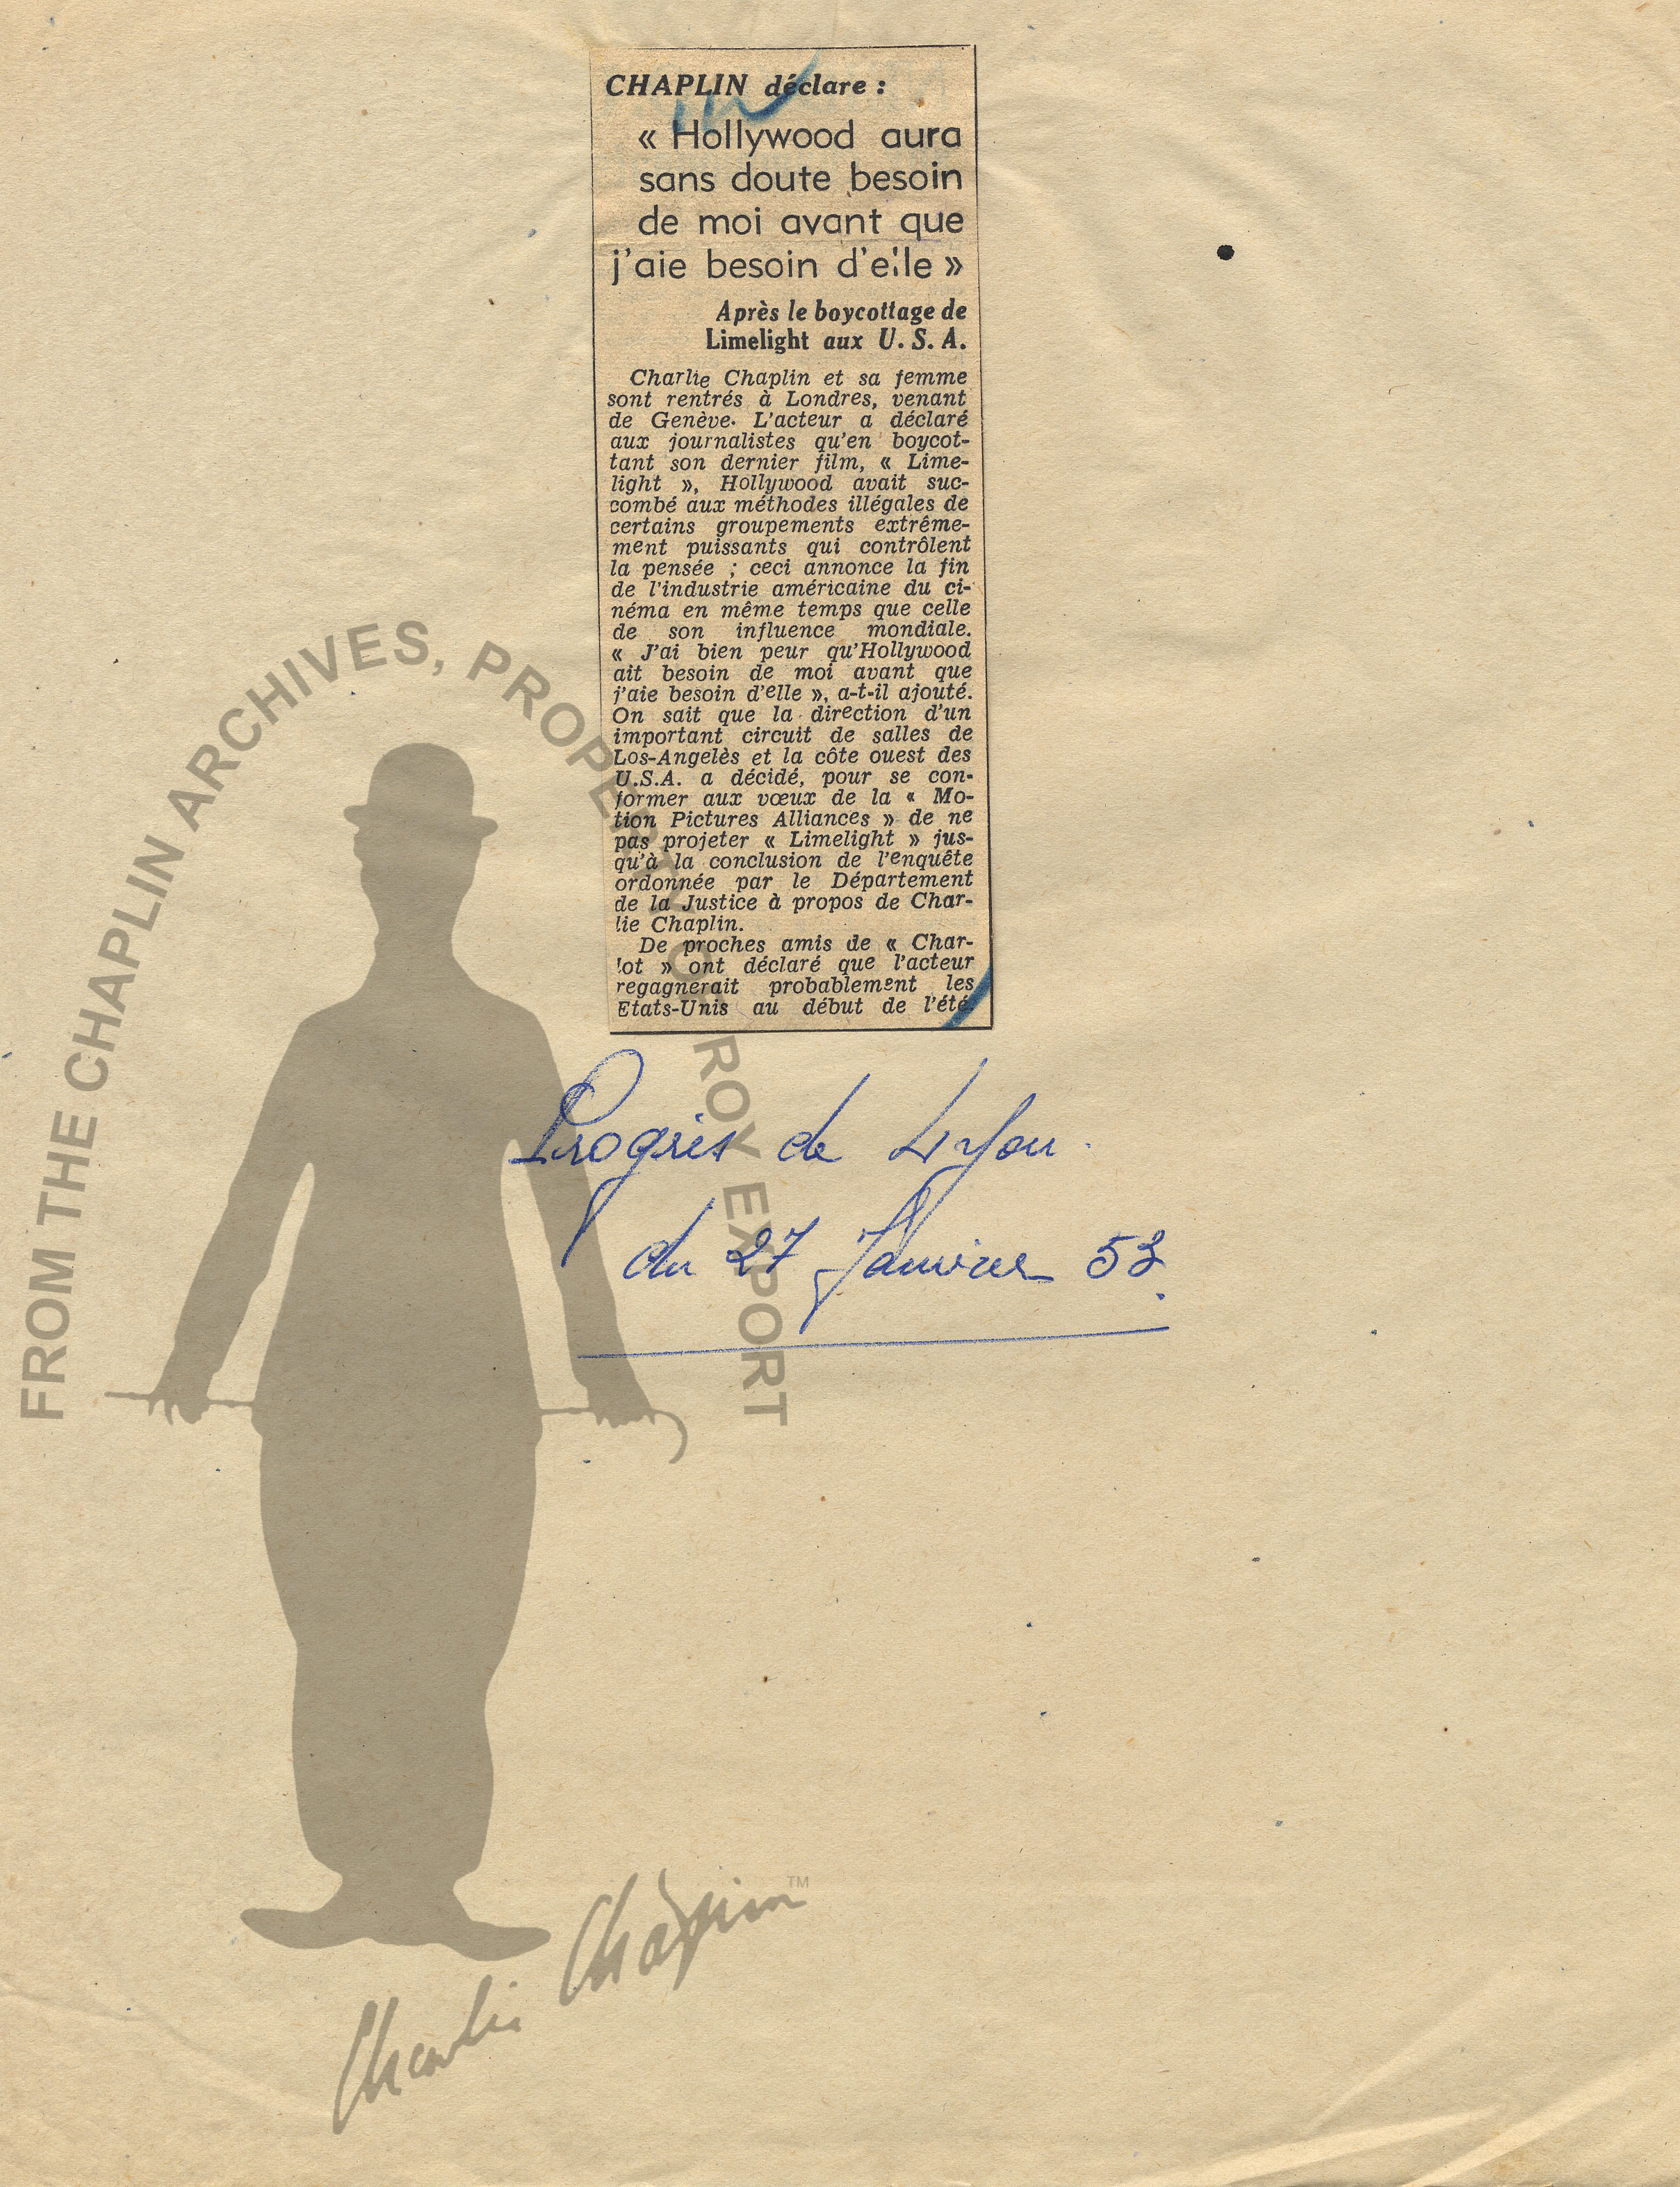 CHAPLIN déclare :
« Hollywood aura
sans doute besoin
de moi avant que
j'aie besoin d'elle »
Après le boycottage de
Limelight aux U. S. A.
Charlie Chaplin et sa femme
sont rentrés à Londres, venant
de Genève. L'acteur a déclaré
aux journalistes qu'en boycot-
tant son dernier film, « Lime-
light », Hollywood avait suc-
combé aux méthodes illégales de
certains groupements extrême-
ment puissants qui contrôlent
la pensée ; ceci annonce la fin
de l'industrie américaine du ci-
néma en même temps que celle
de son influence mondiale.
« J'ai bien peur qu'Hollywood
ait besoin de moi avant que
j'aie besoin d'elle », a-t-il ajouté.
On sait que la direction d'un
important circuit de salles de
Los-Angelès et la côte ouest des
U.S.A. a décidé, pour se con-
former aux vœux de la « Mo-
tion Pictures Alliances » de ne
pas projeter « Limelight » jus-
qu'à la conclusion de l'enquête
ordonnée par le Département
de la Justice à propos de Char-
lie Chaplin.
De proches amis de « Char-
lot » ont déclaré que l'acteur
regagnerait probablement les
Etats-Unis au début de l'été.
Progrès de Lyon.
du 27 Janvier 53.
FROM THE CHAPLIN ARCHIVES, PROPERTY OF ROY EXPORT
Charlie Chaplin TM